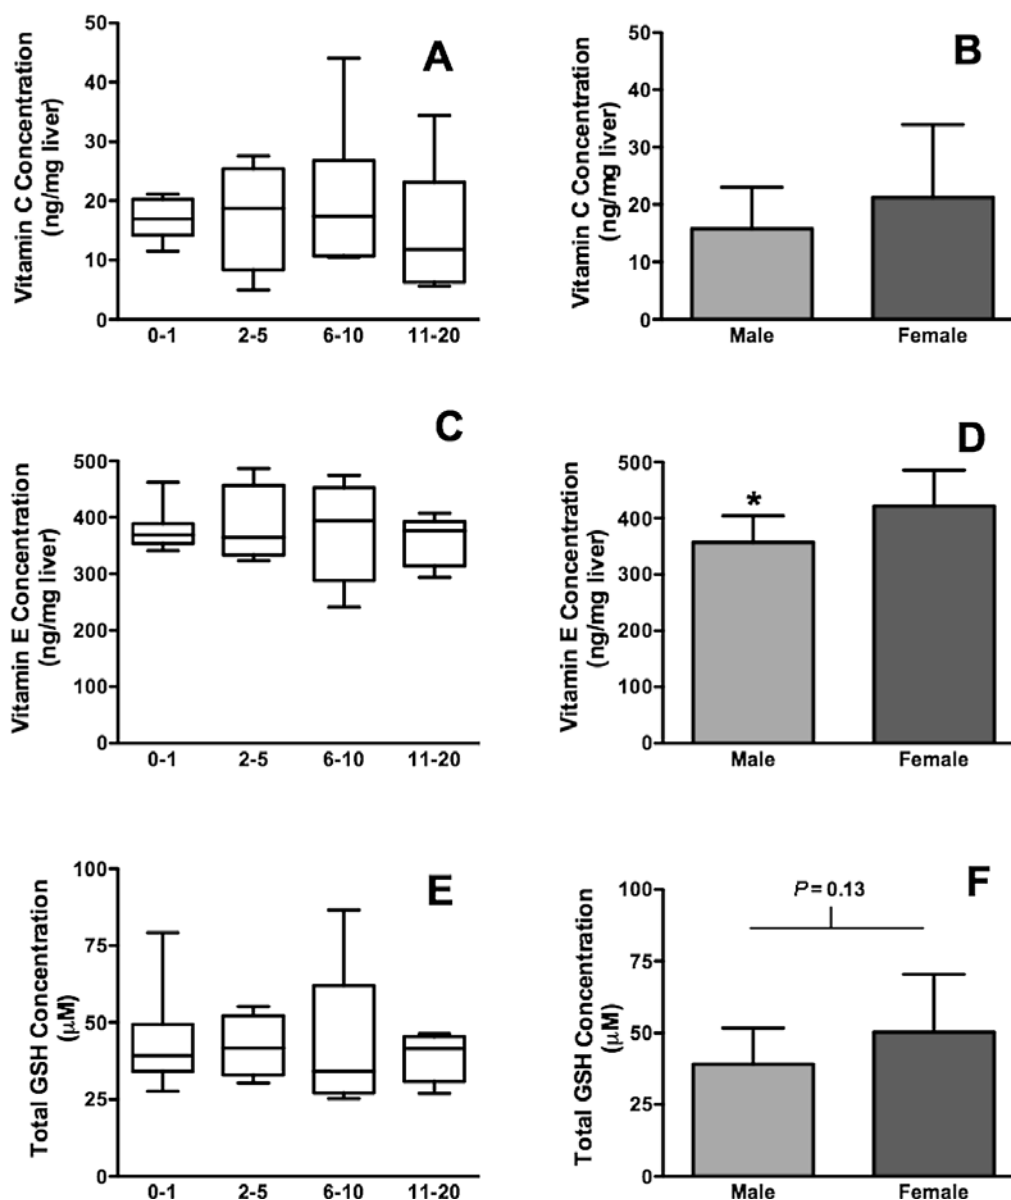 A
Vitamin C Concentration
(ng/mg liver)
50
40
30
20
10
0
0-1 2-5 6-10 11-20
B
Vitamin C Concentration
(ng/mg liver)
50
40
30
20
10
0
Male Female
C
Vitamin E Concentration
(ng/mg liver)
500
400
300
200
100
0
0-1 2-5 6-10 11-20
D
Vitamin E Concentration
(ng/mg liver)
500
400
300
200
100
0
*
Male Female
E
Total GSH Concentration
(µM)
100
75
50
25
0
0-1 2-5 6-10 11-20
F
Total GSH Concentration
(µM)
100
75
50
25
0
P = 0.13
Male Female